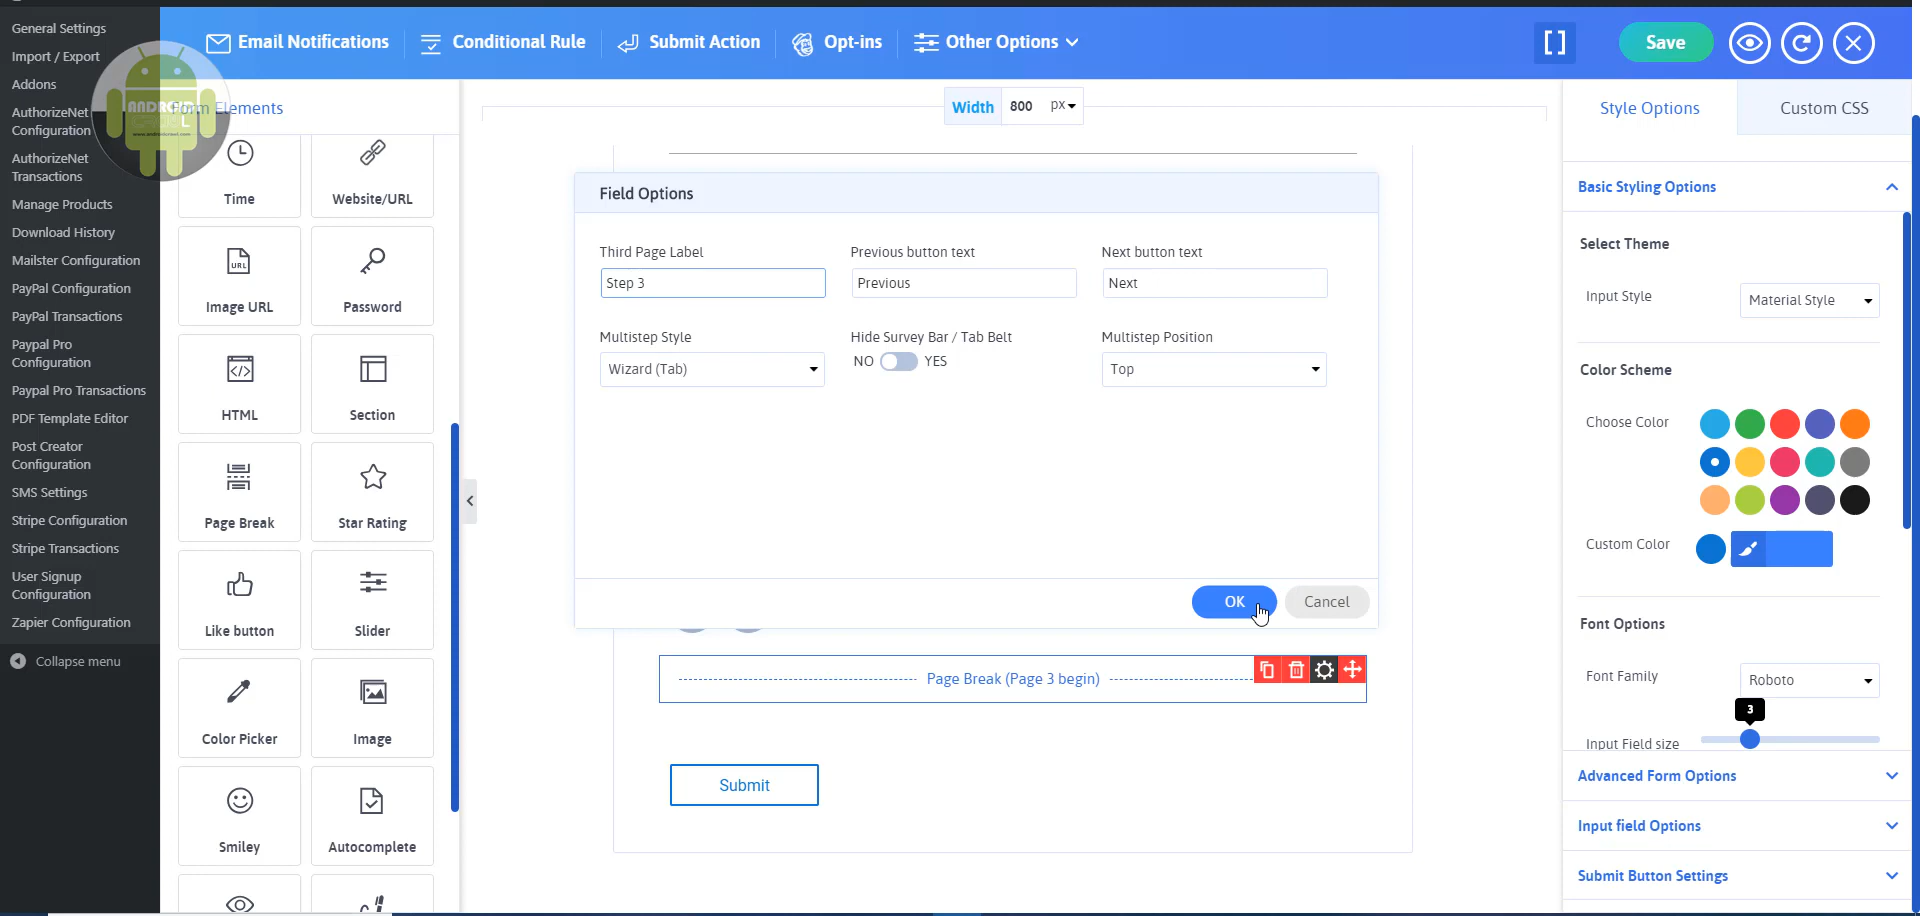 General Settings
Import / Export
Addons
AuthorizeNet
Configuration
AuthorizeNet
Transactions
Manage Products
Download History
Mailster Configuration
PayPal Configuration
PayPal Transactions
Paypal Pro
Configuration
Paypal Pro Transactions
PDF Template Editor
Post Creator
Configuration
SMS Settings
Stripe Configuration
Stripe Transactions
User Signup
Configuration
Zapier Configuration
Collapse menu
Email Notifications
Conditional Rule
Submit Action
Opt-ins
Other Options
[ ]
Save
Form Elements
Time
Website/URL
URL
Image URL
Password
HTML
Section
Page Break
Star Rating
Like button
Slider
Color Picker
Image
Smiley
Autocomplete
Width 800 px
Field Options
Third Page Label
Previous button text
Next button text
Step 3
Previous
Next
Multistep Style
Hide Survey Bar / Tab Belt
Multistep Position
Wizard (Tab)
NO YES
Top
OK
Cancel
Page Break (Page 3 begin)
Submit
Style Options
Custom CSS
Basic Styling Options
Select Theme
Input Style
Material Style
Color Scheme
Choose Color
Custom Color
Font Options
Font Family
Roboto
3
Input Field size
Advanced Form Options
Input field Options
Submit Button Settings